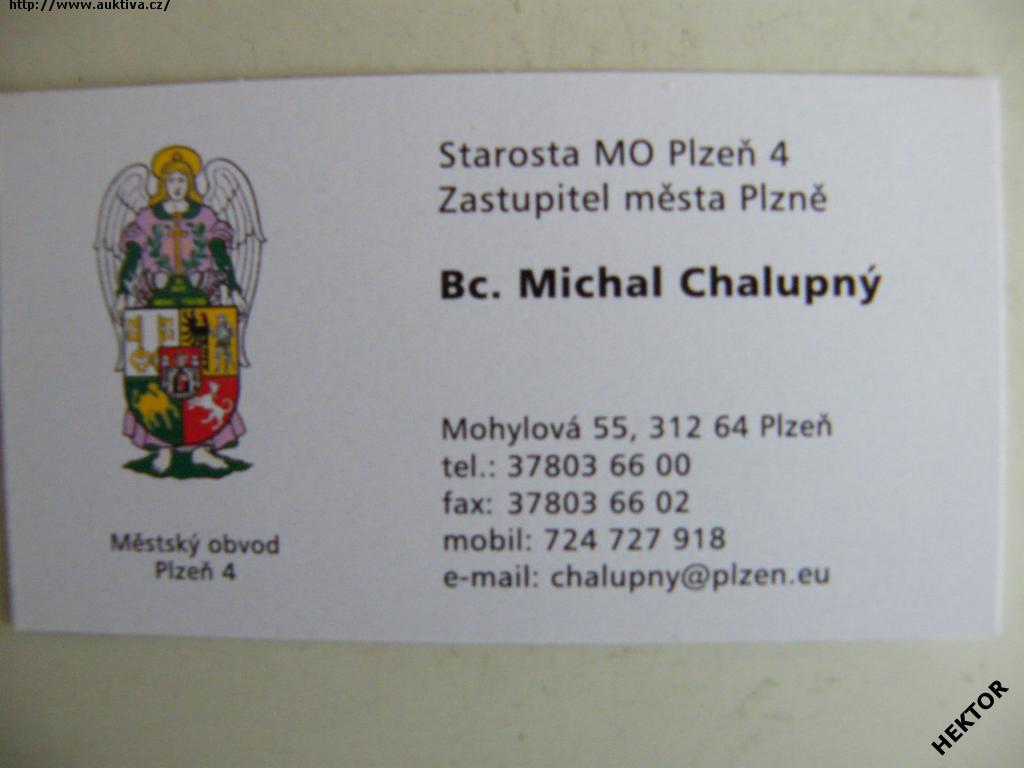 http://www.auktiva.cz/
Starosta MO Plzeň 4
Zastupitel města Plzně
Bc. Michal Chalupný
Mohylová 55, 312 64 Plzeň
tel.: 37803 66 00
fax: 37803 66 02
mobil: 724 727 918
e-mail: chalupny@plzen.eu
Městský obvod
Plzeň 4
HEKTOR